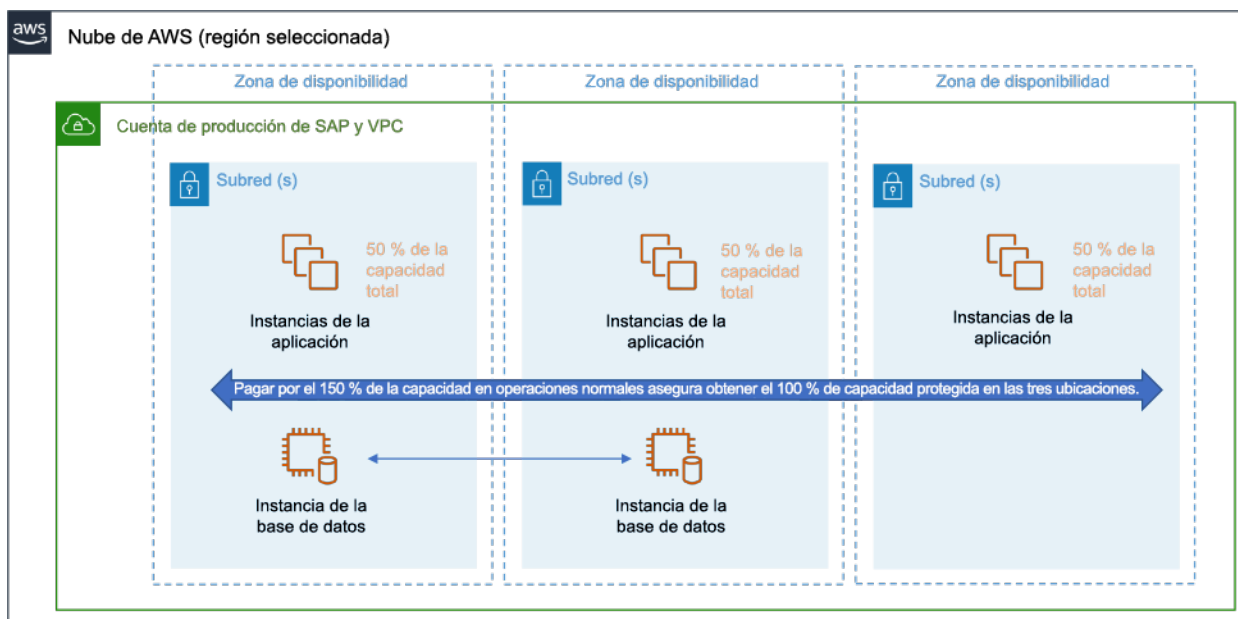 aws
Nube de AWS (región seleccionada)
Zona de disponibilidad
Zona de disponibilidad
Zona de disponibilidad
Cuenta de producción de SAP y VPC
Subred (s)
Subred (s)
Subred (s)
50 % de la
capacidad
total
Instancias de la
aplicación
50 % de la
capacidad
total
Instancias de la
aplicación
50 % de la
capacidad
total
Instancias de la
aplicación
Pagar por el 150 % de la capacidad en operaciones normales asegura obtener el 100 % de capacidad protegida en las tres ubicaciones.
Instancia de la
base de datos
Instancia de la
base de datos